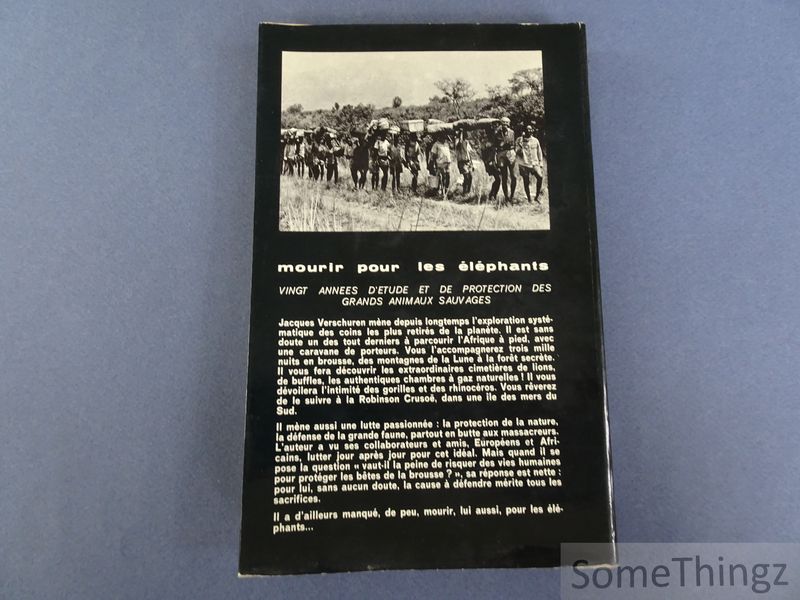 mourir pour les éléphants
VINGT ANNEES D'ETUDE ET DE PROTECTION DES
GRANDS ANIMAUX SAUVAGES
Jacques Verschuren mène depuis longtemps l'exploration systé-
matique des coins les plus retirés de la planète. Il est sans
doute un des tout derniers à parcourir l'Afrique à pied, avec
une caravane de porteurs. Vous l'accompagnerez trois mille
nuits en brousse, des montagnes de la Lune à la forêt secrète.
Il vous fera découvrir les extraordinaires cimetières de lions,
de buffles, les authentiques chambres à gaz naturelles ! Il vous
dévoilera l'intimité des gorilles et des rhinocéros. Vous rêverez
de le suivre à la Robinson Crusoé, dans une île des mers du
Sud.
Il mène aussi une lutte passionnée : la protection de la nature,
la défense de la grande faune, partout en butte aux massacreurs.
L'auteur a vu ses collaborateurs et amis, Européens et Afri-
cains, lutter jour après jour pour cet idéal. Mais quand il se
pose la question « vaut-il la peine de risquer des vies humaines
pour protéger les bêtes de la brousse ? », sa réponse est nette :
pour lui, sans aucun doute, la cause à défendre mérite tous les
sacrifices.
Il a d'ailleurs manqué, de peu, mourir, lui aussi, pour les élé-
phants...
SomeThingz